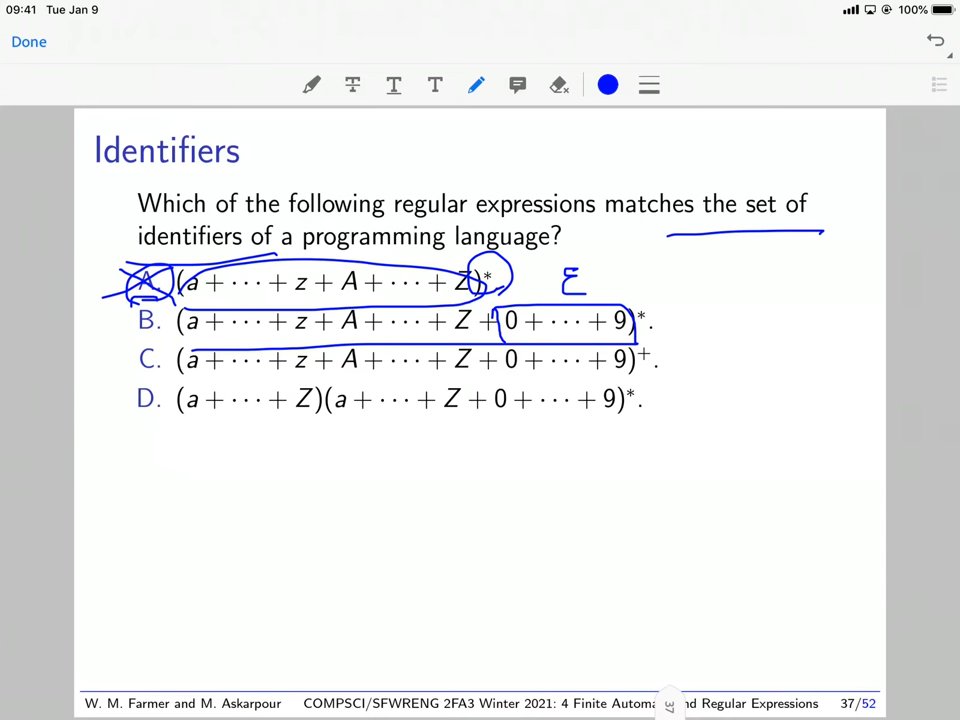 09:41 Tue Jan 9 100%
Done
T T T
Identifiers
Which of the following regular expressions matches the set of
identifiers of a programming language?
A. (a + ⋯ + z + A + ⋯ + Z)*. ε
B. (a + ⋯ + z + A + ⋯ + Z + 0 + ⋯ + 9)*.
C. (a + ⋯ + z + A + ⋯ + Z + 0 + ⋯ + 9)⁺.
D. (a + ⋯ + Z)(a + ⋯ + Z + 0 + ⋯ + 9)*.
W. M. Farmer and M. Askarpour COMPSCI/SFWRENG 2FA3 Winter 2021: 4 Finite Automa 37 nd Regular Expressions 37/52